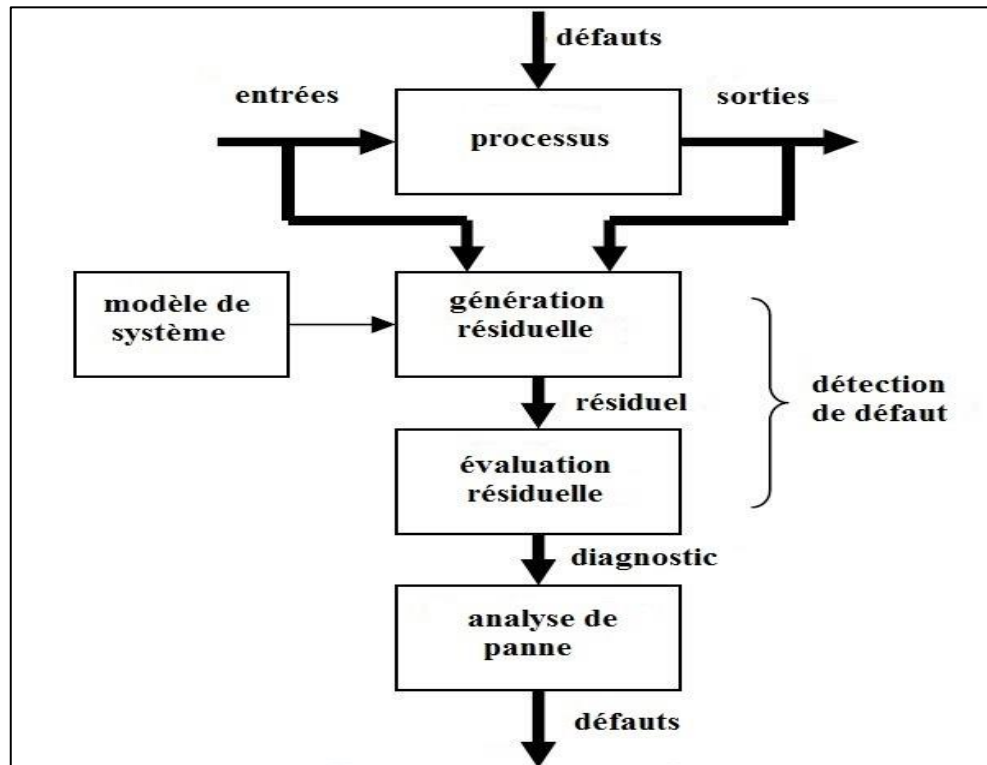 défauts
entrées
sorties
processus
modèle de
système
génération
résiduelle
résiduel
détection
de défaut
évaluation
résiduelle
diagnostic
analyse de
panne
défauts